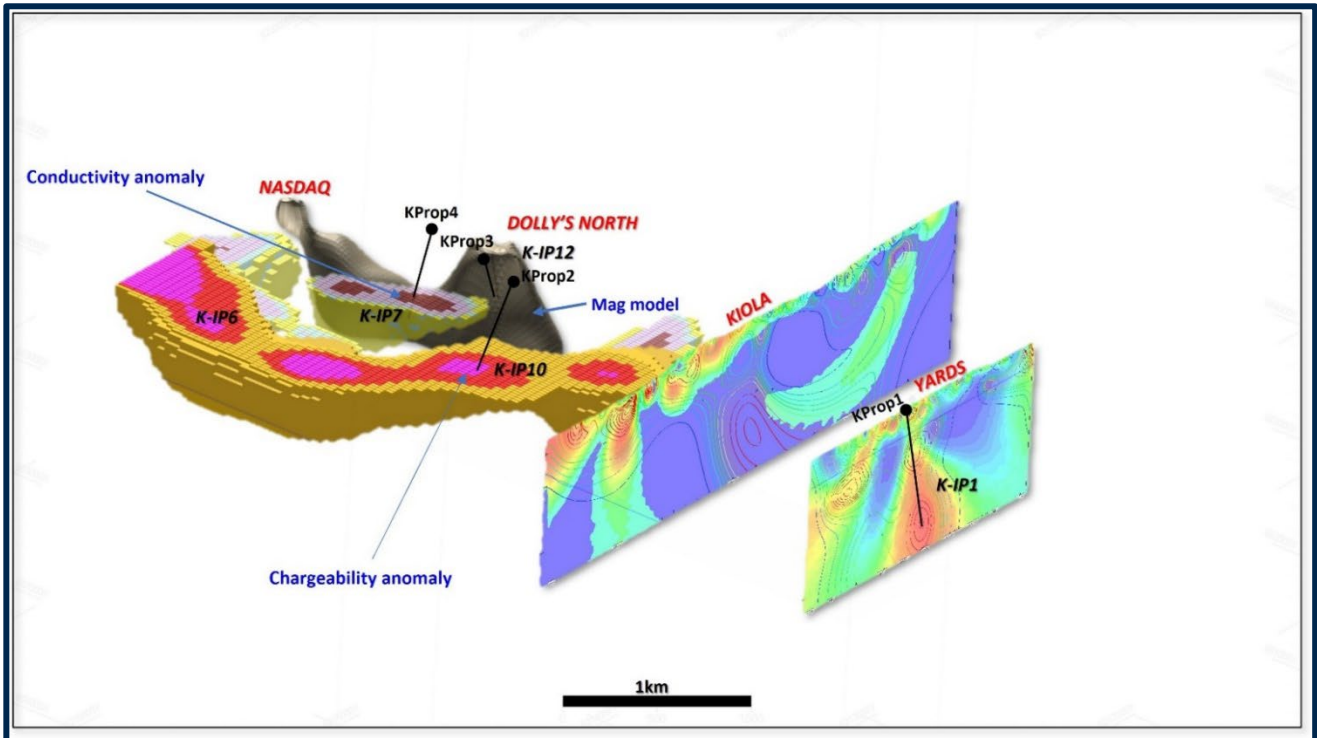 Conductivity anomaly
NASDAQ
KProp4
DOLLY'S NORTH
KProp3
K-IP12
KProp2
Mag model
K-IP6
K-IP7
K-IP10
KIOLA
YARDS
KProp1
K-IP1
Chargeability anomaly
1km